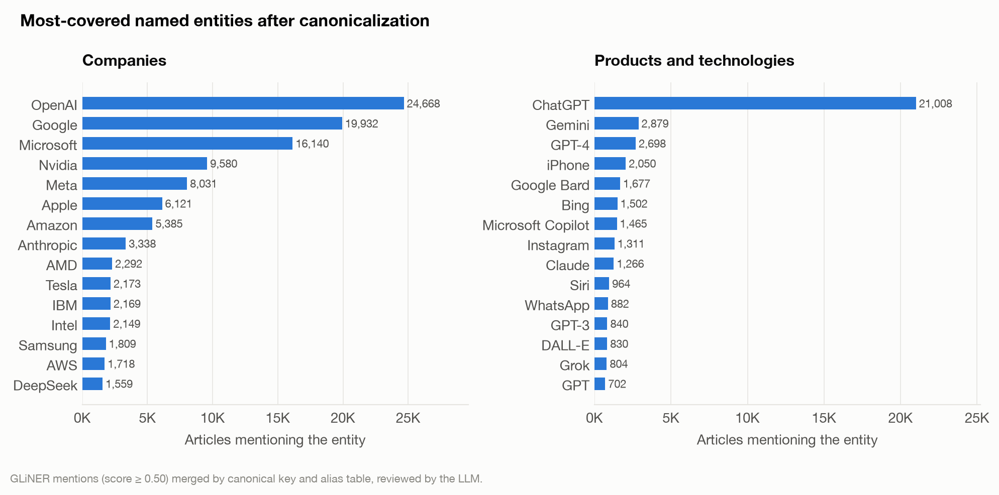 Most-covered named entities after canonicalization
Companies
OpenAI 24,668
Google 19,932
Microsoft 16,140
Nvidia 9,580
Meta 8,031
Apple 6,121
Amazon 5,385
Anthropic 3,338
AMD 2,292
Tesla 2,173
IBM 2,169
Intel 2,149
Samsung 1,809
AWS 1,718
DeepSeek 1,559
0K 5K 10K 15K 20K 25K
Articles mentioning the entity
Products and technologies
ChatGPT 21,008
Gemini 2,879
GPT-4 2,698
iPhone 2,050
Google Bard 1,677
Bing 1,502
Microsoft Copilot 1,465
Instagram 1,311
Claude 1,266
Siri 964
WhatsApp 882
GPT-3 840
DALL-E 830
Grok 804
GPT 702
0K 5K 10K 15K 20K 25K
Articles mentioning the entity
GLiNER mentions (score ≥ 0.50) merged by canonical key and alias table, reviewed by the LLM.